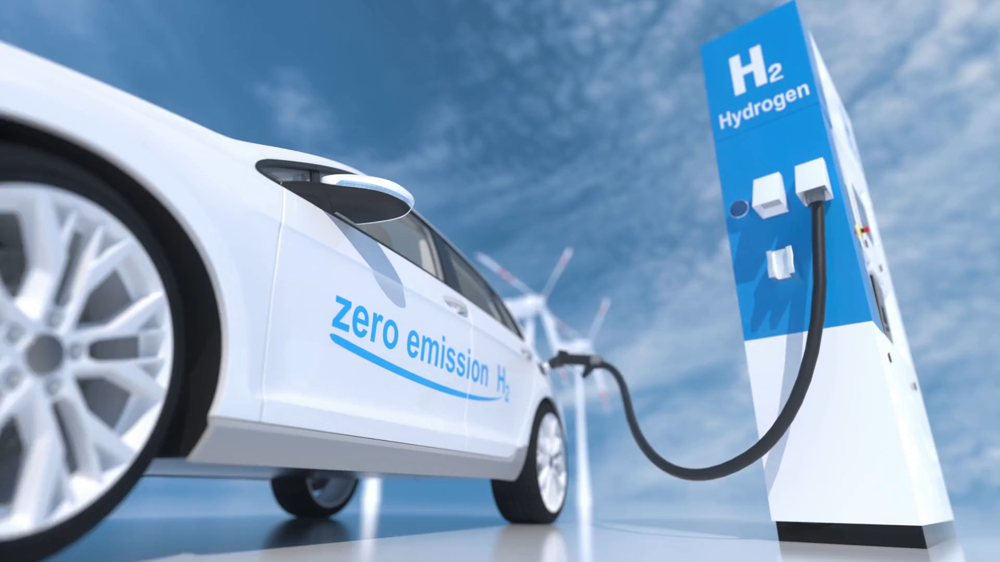 H₂
Hydrogen
zero emission H₂